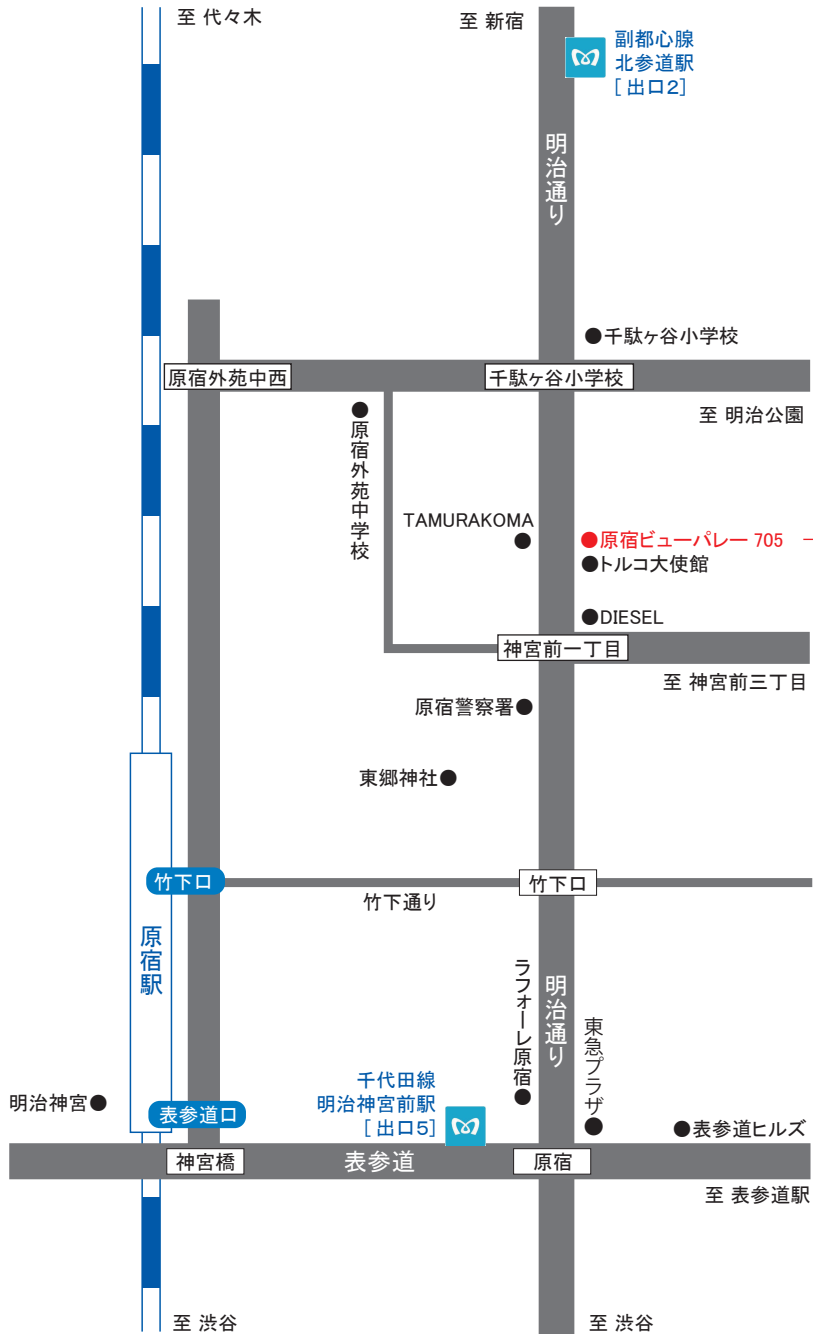 至 代々木
至 新宿
副都心腺
北参道駅
[ 出口2]
明治通り
千駄ヶ谷小学校
原宿外苑中西
千駄ヶ谷小学校
至 明治公園
原宿外苑中学校
TAMURAKOMA
原宿ビューパレー 705
トルコ大使館
DIESEL
神宮前一丁目
至 神宮前三丁目
原宿警察署
東郷神社
竹下口
竹下口
竹下通り
原宿駅
ラフォーレ原宿
明治通り
東急プラザ
千代田線
明治神宮前駅
[ 出口5]
明治神宮
表参道口
表参道ヒルズ
神宮橋
表参道
原宿
至 表参道駅
至 渋谷
至 渋谷